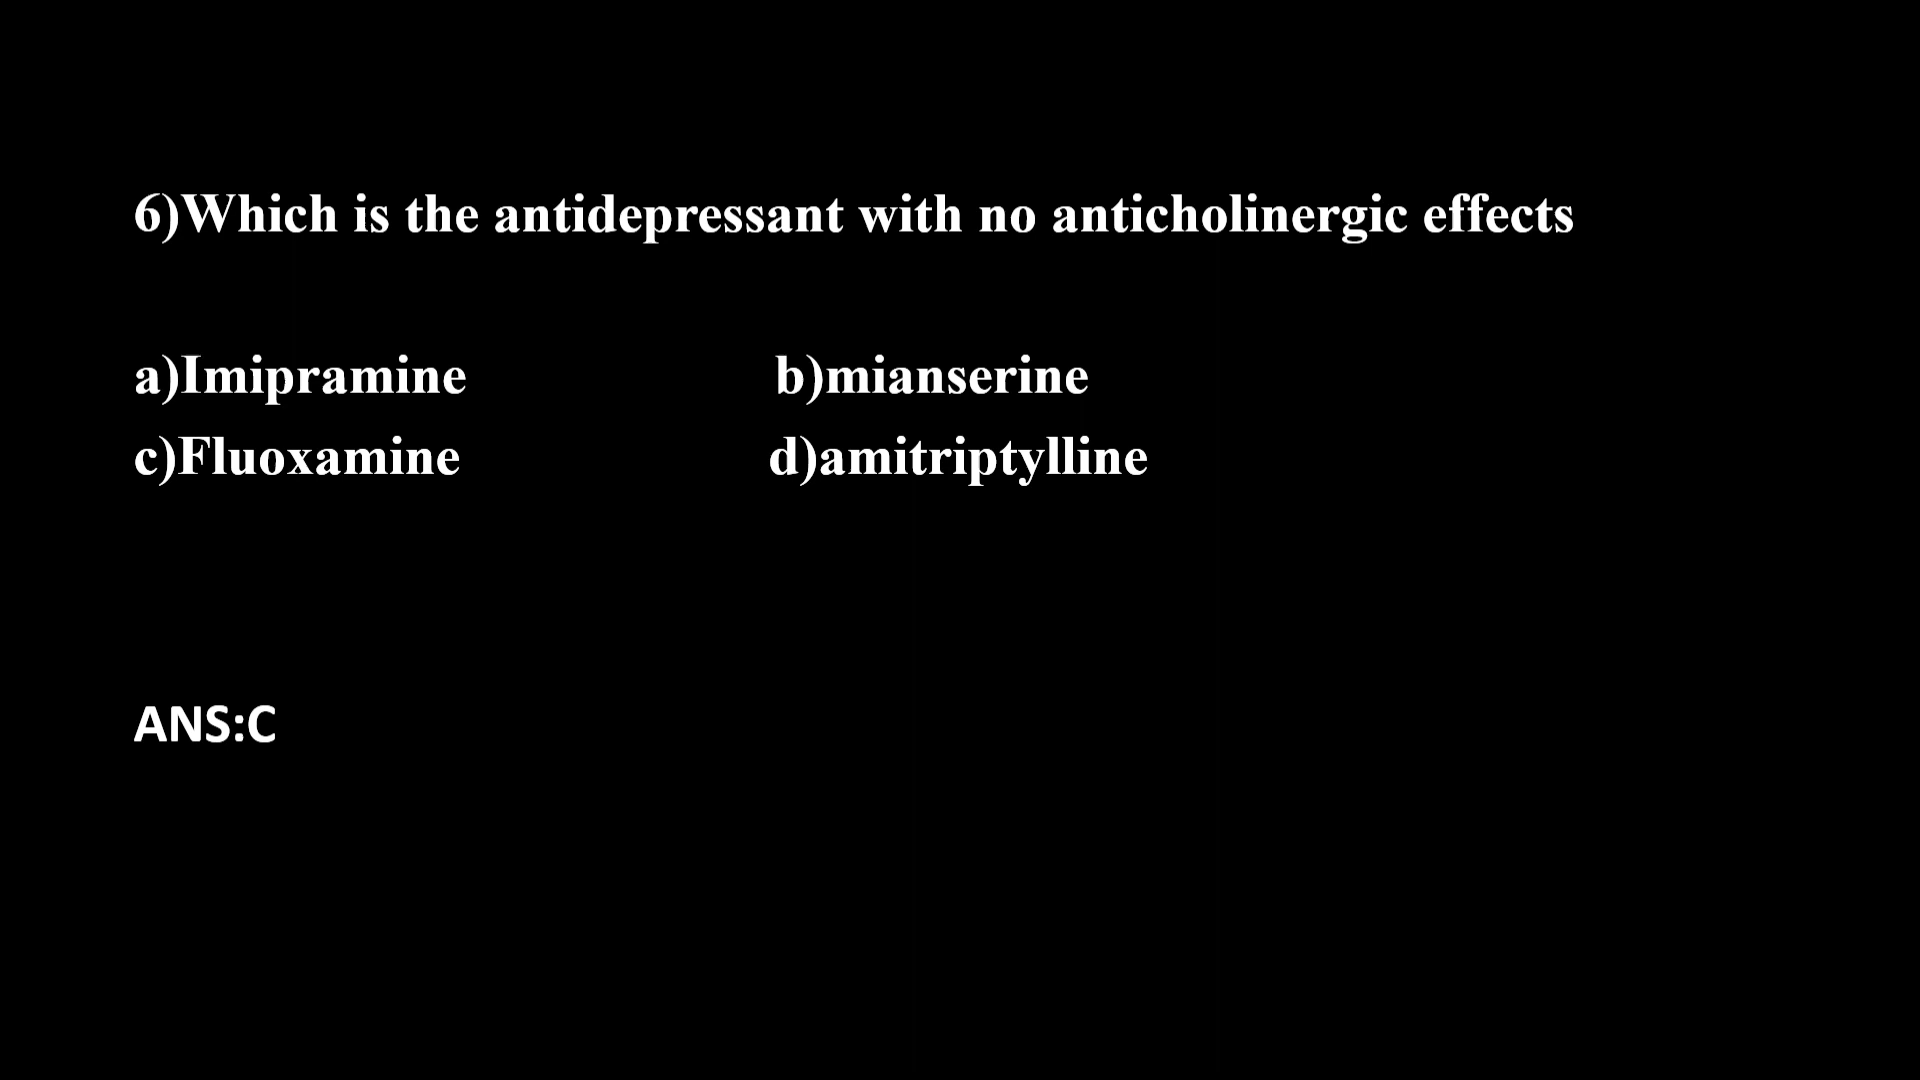 6)Which is the antidepressant with no anticholinergic effects
a)Imipramine b)mianserine
c)Fluoxamine d)amitriptylline
ANS:C